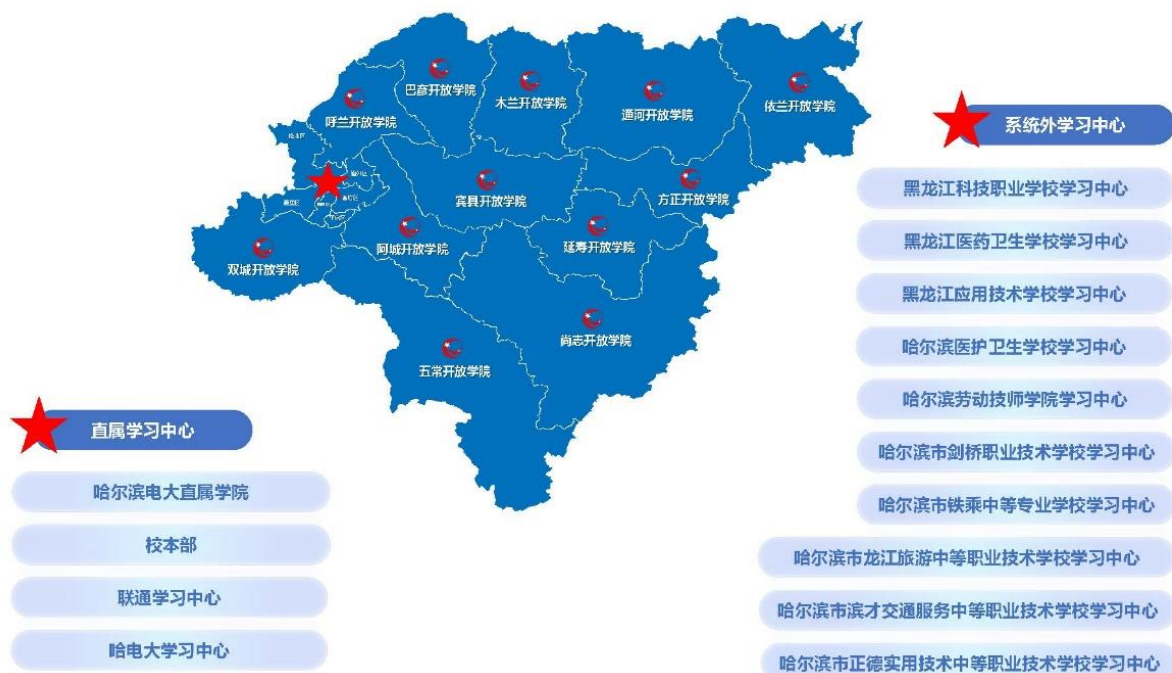 巴彦开放学院
木兰开放学院
通河开放学院
依兰开放学院
呼兰开放学院
宾县开放学院
方正开放学院
阿城开放学院
延寿开放学院
双城开放学院
尚志开放学院
五常开放学院
系统外学习中心
黑龙江科技职业学校学习中心
黑龙江医药卫生学校学习中心
黑龙江应用技术学校学习中心
哈尔滨医护卫生学校学习中心
哈尔滨劳动技师学院学习中心
哈尔滨市剑桥职业技术学校学习中心
哈尔滨市铁乘中等专业学校学习中心
哈尔滨市龙江旅游中等职业技术学校学习中心
哈尔滨市滨才交通服务中等职业技术学校学习中心
哈尔滨市正德实用技术中等职业技术学校学习中心
直属学习中心
哈尔滨电大直属学院
校本部
联通学习中心
哈电大学习中心